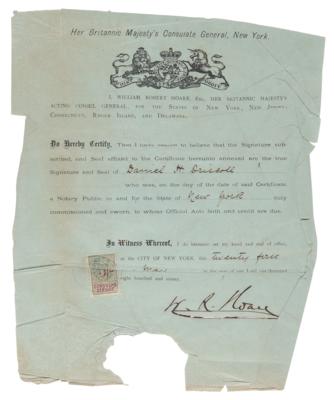 Her Britannic Majesty's Consulate General, New York.
I, WILLIAM ROBERT HOARE, Esq., HER BRITANNIC MAJESTY'S
ACTING CONSUL GENERAL, FOR THE STATES OF NEW YORK, NEW JERSEY,
CONNECTICUT, RHODE ISLAND, AND DELAWARE,
Do Hereby Certify, That I have reason to believe that the Signature sub
scribed, and Seal affixed to the Certificate hereunto annexed are the true
Signature and Seal of Daniel H Driscoll
who was, on the day of the date of said Certificate
a Notary Public in and for the State of New York duly
commissioned and sworn, to whose Official Acts faith and credit are due.
In Witness Whereof, I do hereunto set my hand and seal of office,
at the CITY OF NEW YORK, this twenty first
May in the year of our Lord one thousand
eight hundred and ninety
W. R. Hoare